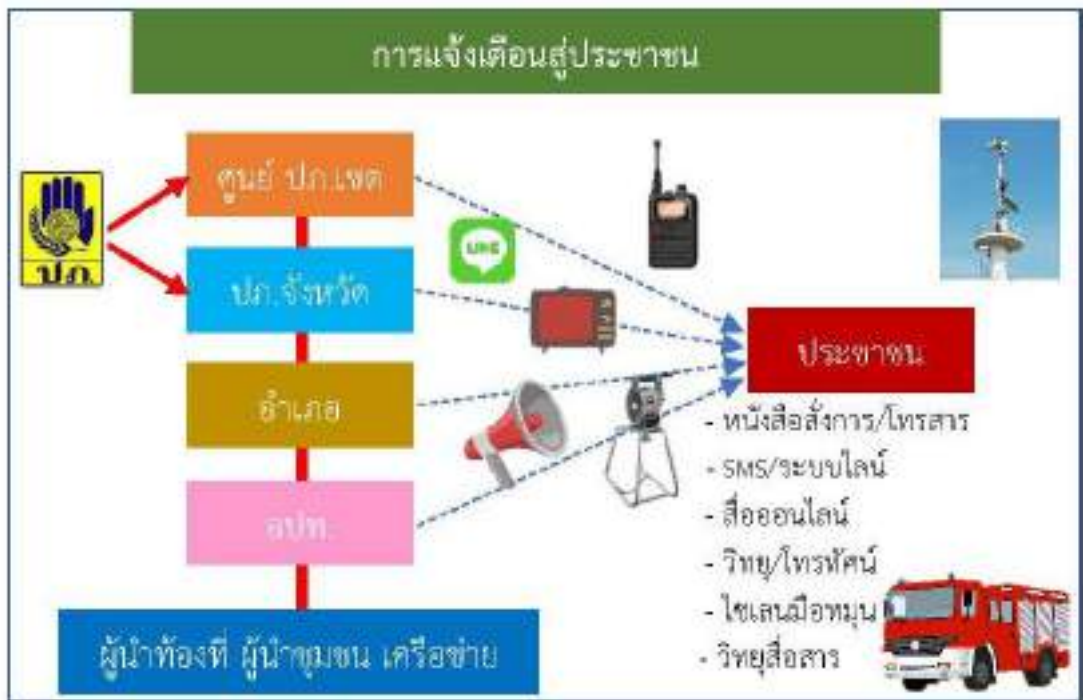 การแจ้งเตือนสู่ประชาชน
ศูนย์ ปภ.เขต
ปภ.
LINE
ปภ.จังหวัด
ประชาชน
อำเภอ
- หนังสือสั่งการ/โทรสาร
- SMS/ระบบไลน์
อปท.
- สื่อออนไลน์
- วิทยุ/โทรทัศน์
- ไซเลนมือหมุน
- วิทยุสื่อสาร
ผู้นำท้องที่ ผู้นำชุมชน เครือข่าย